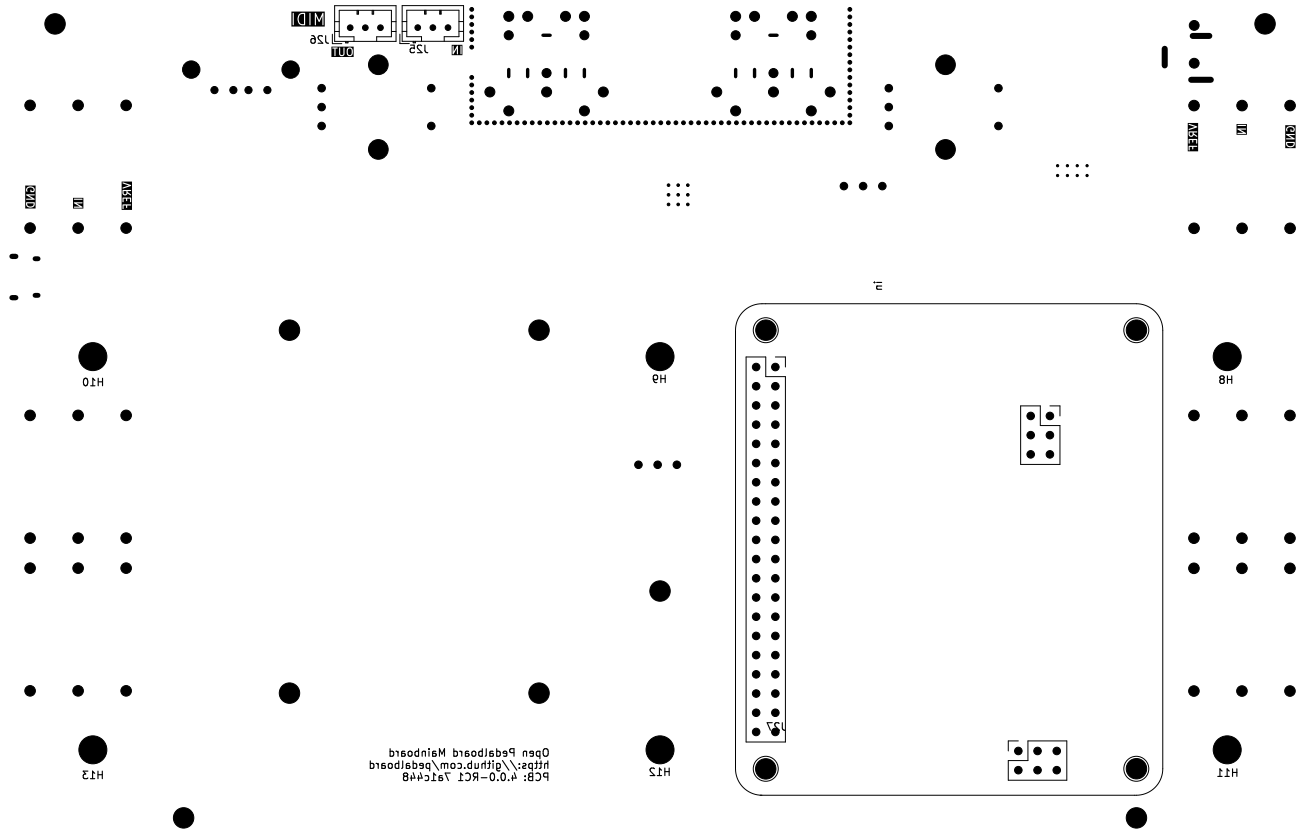 MIDI
J26
OUT
J25
IN
VREF
IN
GND
GND
IN
VREF
H10
H9
H8
J27
Open Pedalboard Mainboard
https://github.com/pedalboard
PCB: 4.0.0-RC1 7a1c448
H13
H12
H11